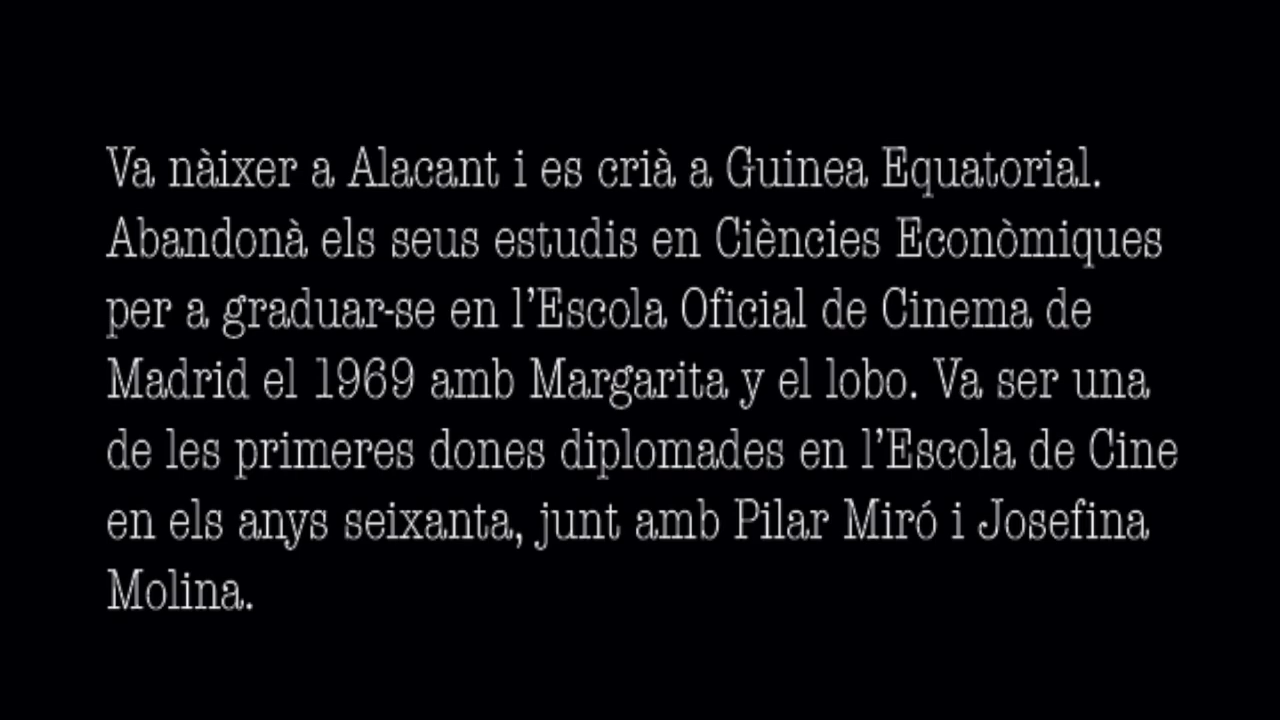 Va nàixer a Alacant i es crià a Guinea Equatorial.
Abandonà els seus estudis en Ciències Econòmiques
per a graduar-se en l’Escola Oficial de Cinema de
Madrid el 1969 amb Margarita y el lobo. Va ser una
de les primeres dones diplomades en l’Escola de Cine
en els anys seixanta, junt amb Pilar Miró i Josefina
Molina.